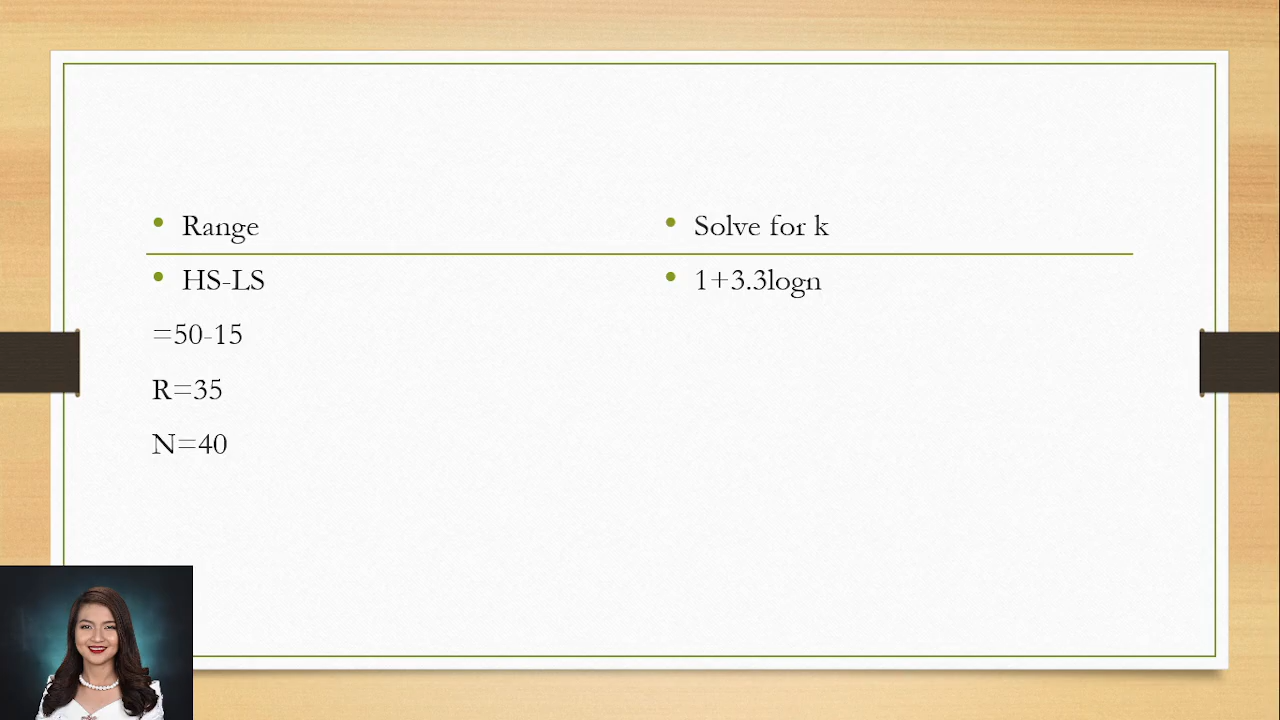 Range
HS-LS
=50-15
R=35
N=40
Solve for k
1+3.3logn